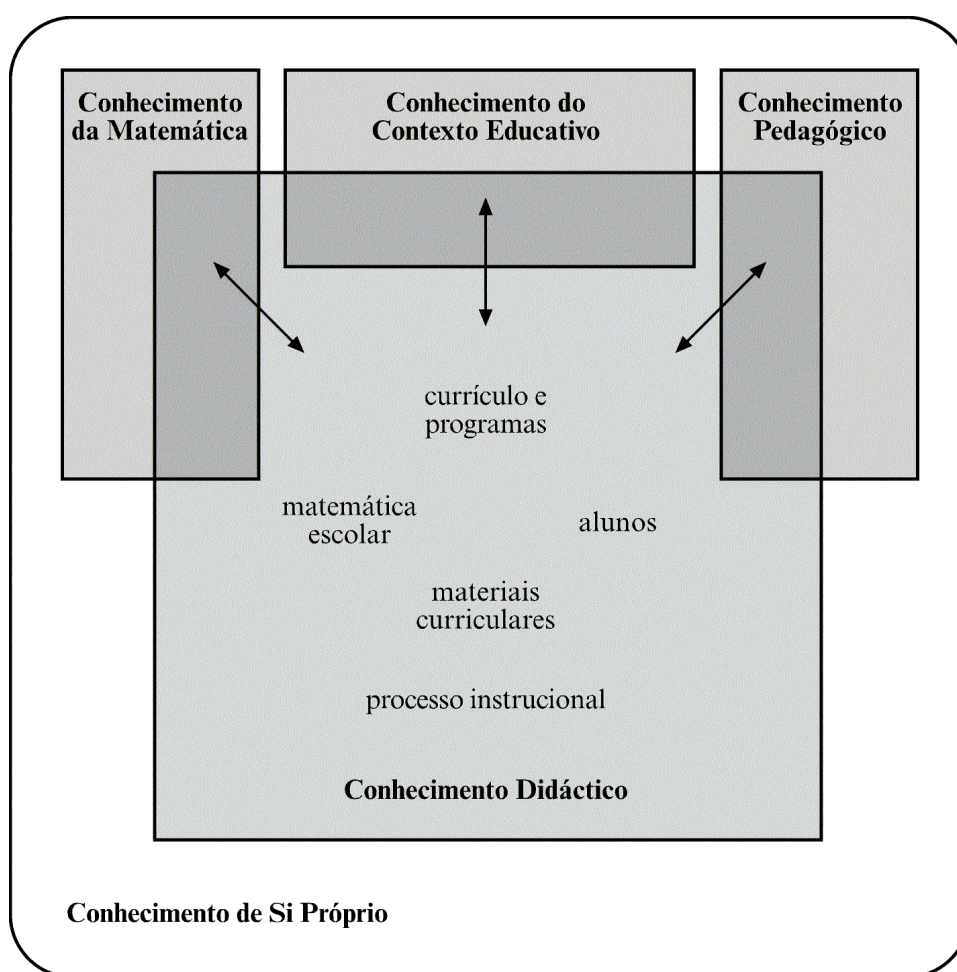 Conhecimento
da Matemática
Conhecimento do
Contexto Educativo
Conhecimento
Pedagógico
currículo e
programas
matemática
escolar
alunos
materiais
curriculares
processo instrucional
Conhecimento Didáctico
Conhecimento de Si Próprio